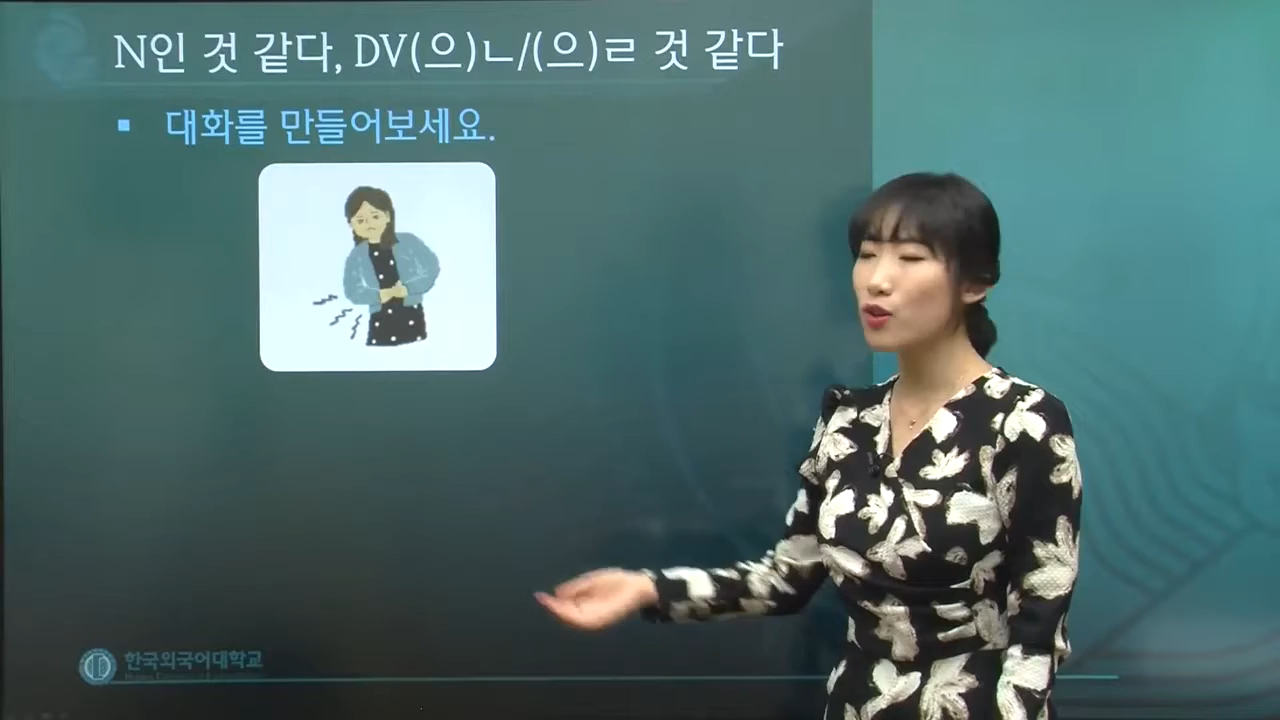 N인 것 같다, DV(으)ㄴ/(으)ㄹ 것 같다
▪ 대화를 만들어보세요.
한국외국어대학교